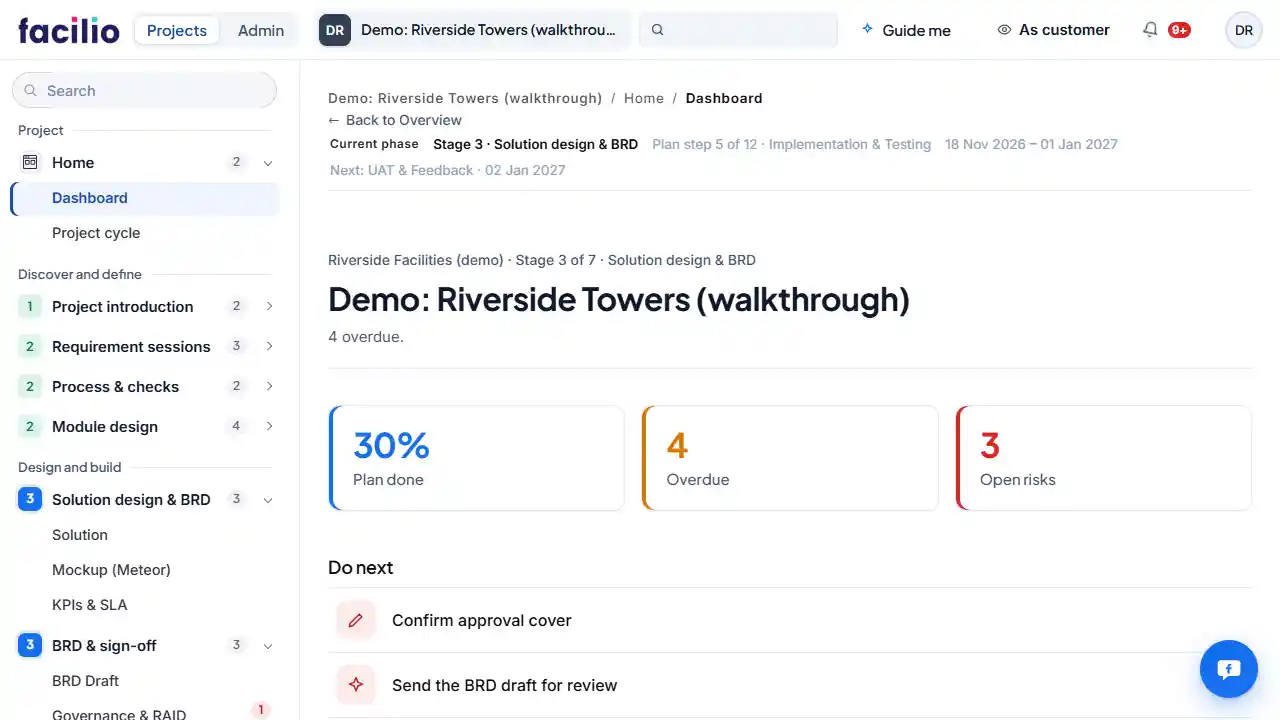 facilio
Projects
Admin
DR
Demo: Riverside Towers (walkthrou...
Guide me
As customer
9+
DR
Search
Project
Home 2
Dashboard
Project cycle
Discover and define
1 Project introduction 2
2 Requirement sessions 3
2 Process & checks 2
2 Module design 4
Design and build
3 Solution design & BRD 3
Solution
Mockup (Meteor)
KPIs & SLA
3 BRD & sign-off 3
BRD Draft
Governance & RAID 1
Demo: Riverside Towers (walkthrough) / Home / Dashboard
← Back to Overview
Current phase Stage 3 · Solution design & BRD Plan step 5 of 12 · Implementation & Testing 18 Nov 2026 – 01 Jan 2027
Next: UAT & Feedback · 02 Jan 2027
Riverside Facilities (demo) · Stage 3 of 7 · Solution design & BRD
Demo: Riverside Towers (walkthrough)
4 overdue.
30%
Plan done
4
Overdue
3
Open risks
Do next
Confirm approval cover
Send the BRD draft for review